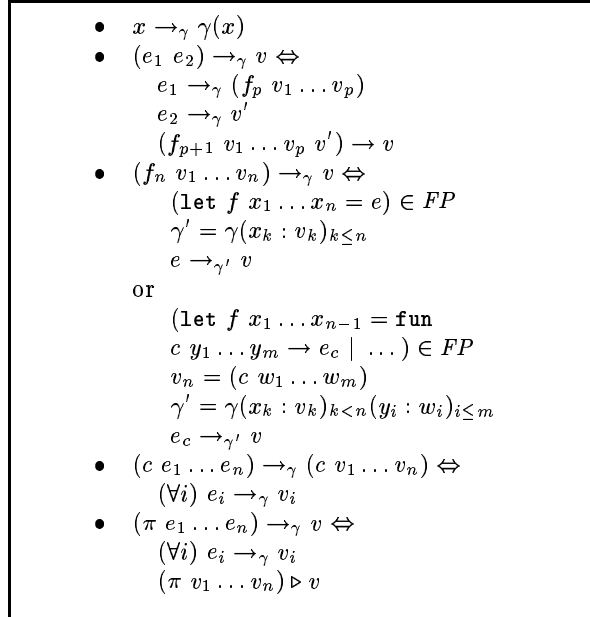 • x →γ γ(x)
• (e₁ e₂) →γ v ⇔
e₁ →γ (fₚ v₁ … vₚ)
e₂ →γ v′
(fₚ₊₁ v₁ … vₚ v′) → v
• (fₙ v₁ … vₙ) →γ v ⇔
(let f x₁ … xₙ = e) ∈ FP
γ′ = γ(xₖ : vₖ)ₖ≤ₙ
e →γ′ v
or
(let f x₁ … xₙ₋₁ = fun
c y₁ … yₘ → e_c | … ) ∈ FP
vₙ = (c w₁ … wₘ)
γ′ = γ(xₖ : vₖ)ₖ<ₙ(yᵢ : wᵢ)ᵢ≤ₘ
e_c →γ′ v
• (c e₁ … eₙ) →γ (c v₁ … vₙ) ⇔
(∀i) eᵢ →γ vᵢ
• (π e₁ … eₙ) →γ v ⇔
(∀i) eᵢ →γ vᵢ
(π v₁ … vₙ) ▷ v